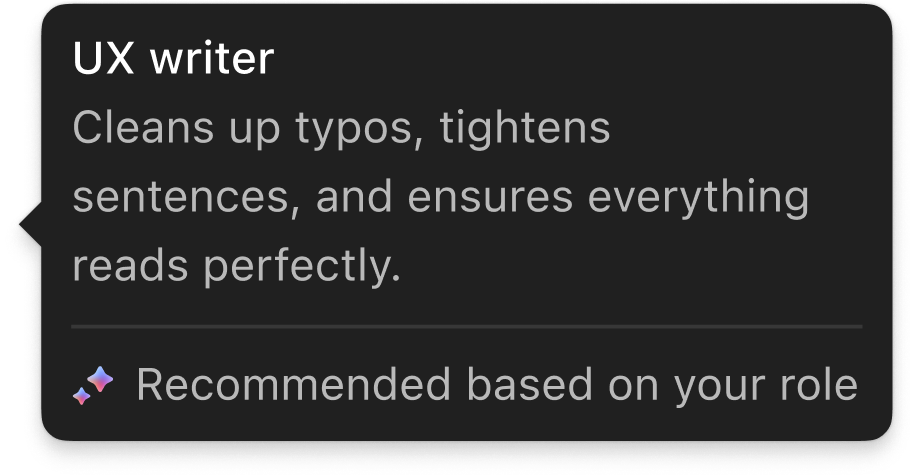 UX writer
Cleans up typos, tightens
sentences, and ensures everything
reads perfectly.
Recommended based on your role